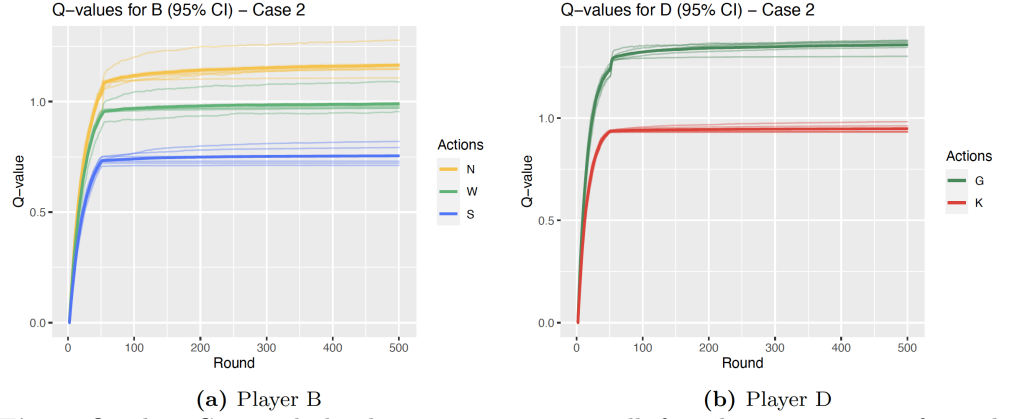 Q−values for B (95% CI) − Case 2
1.0
0.5
0.0
Q−value
0 100 200 300 400 500
Round
Actions
N
W
S
(a) Player B
Q−values for D (95% CI) − Case 2
1.0
0.5
0.0
Q−value
0 100 200 300 400 500
Round
Actions
G
K
(b) Player D